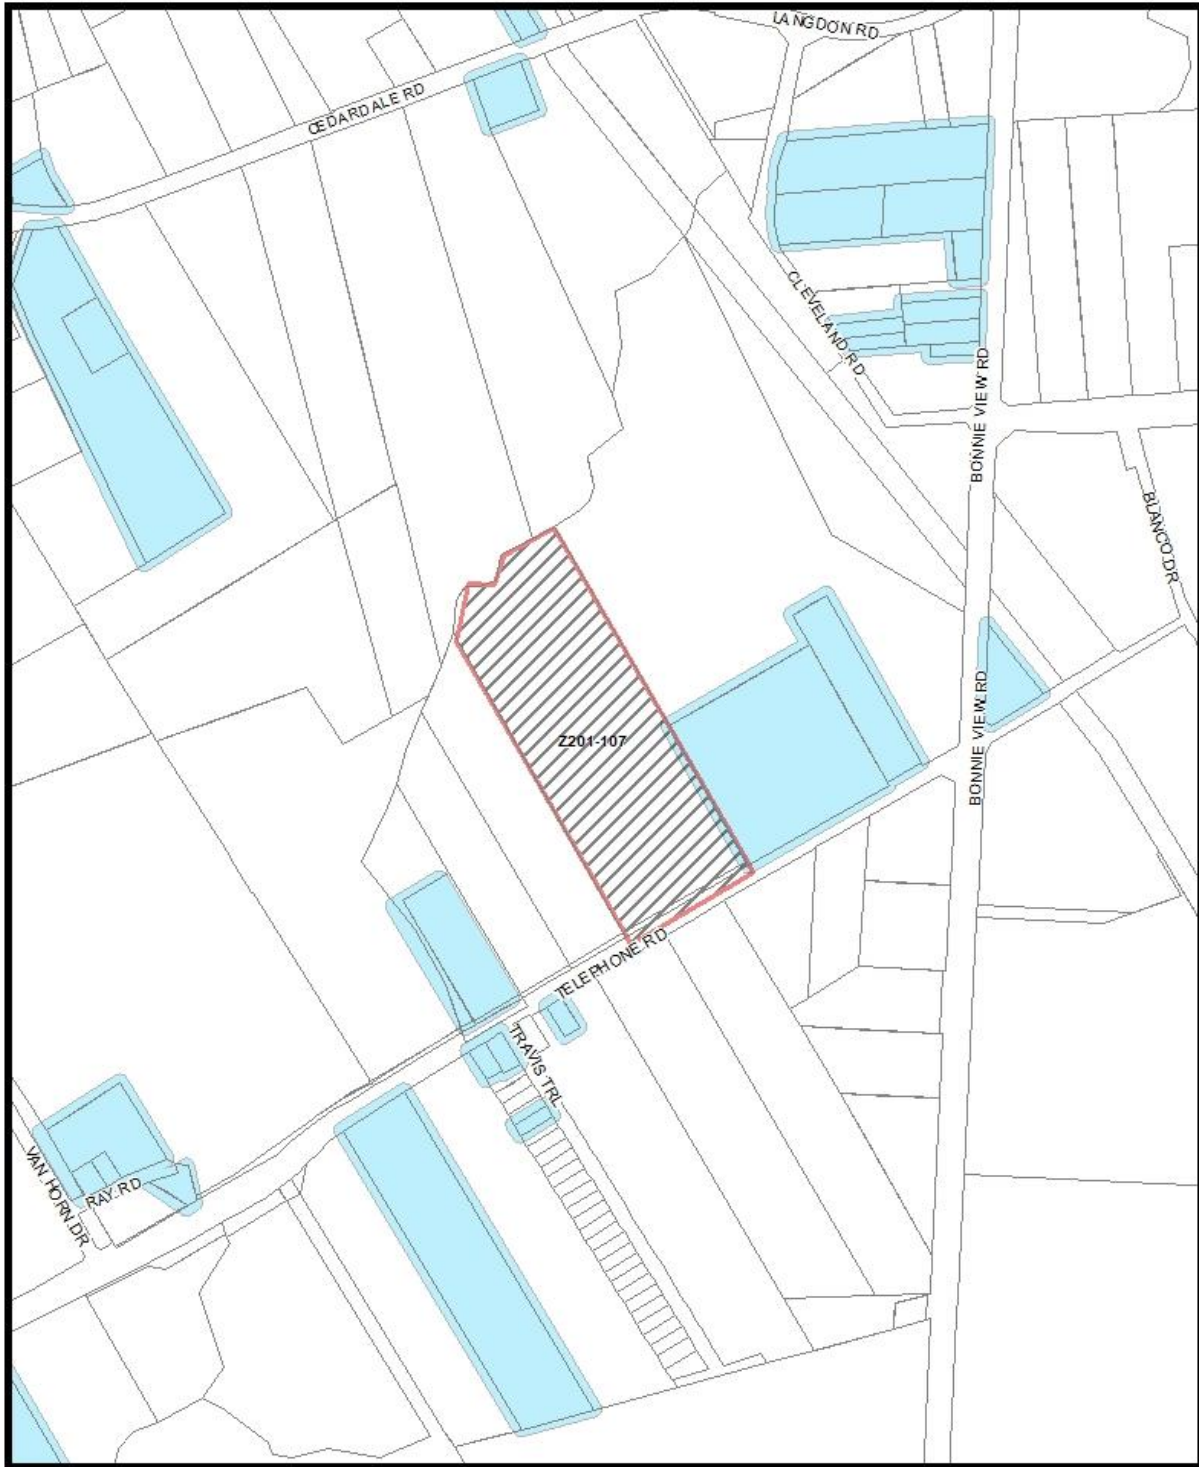 LANGDON RD
CEDARDALE RD
CLEVELAND RD
BONNIE VIEW RD
BLANCO DR
BONNIE VIEW RD
Z201-107
TELEPHONE RD
TRAVIS TRL
VAN HORN DR
RAY RD